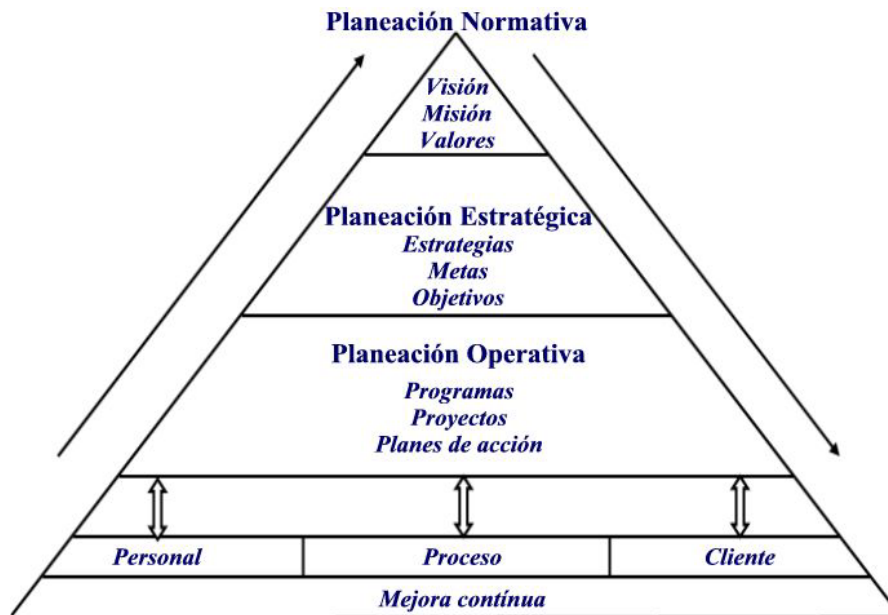 Planeación Normativa
Visión
Misión
Valores
Planeación Estratégica
Estrategias
Metas
Objetivos
Planeación Operativa
Programas
Proyectos
Planes de acción
Personal Proceso Cliente
Mejora contínua